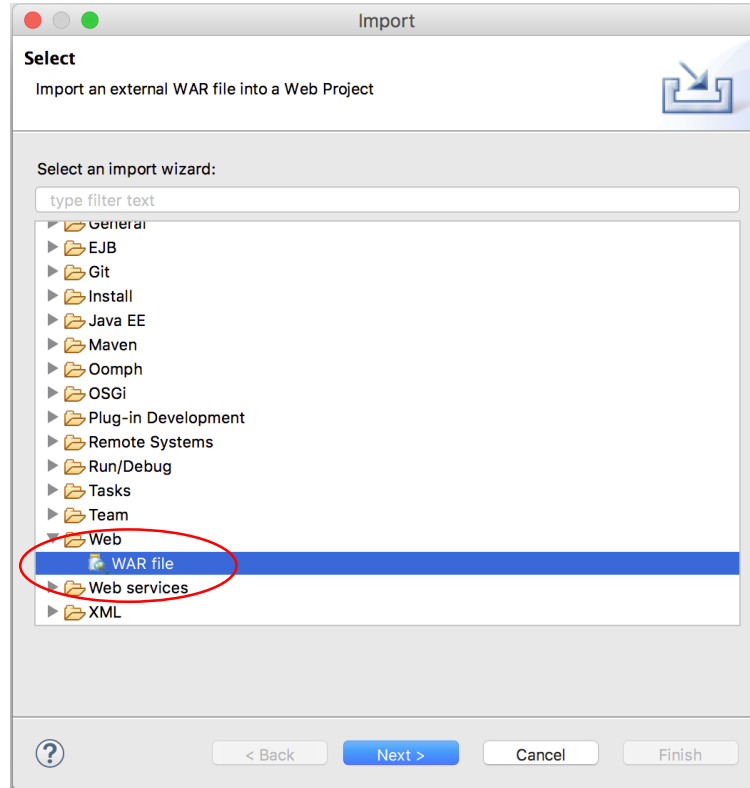 Import
Select
Import an external WAR file into a Web Project
Select an import wizard:
type filter text
General
EJB
Git
Install
Java EE
Maven
Oomph
OSGi
Plug-in Development
Remote Systems
Run/Debug
Tasks
Team
Web
WAR file
Web services
XML
?
< Back Next > Cancel Finish